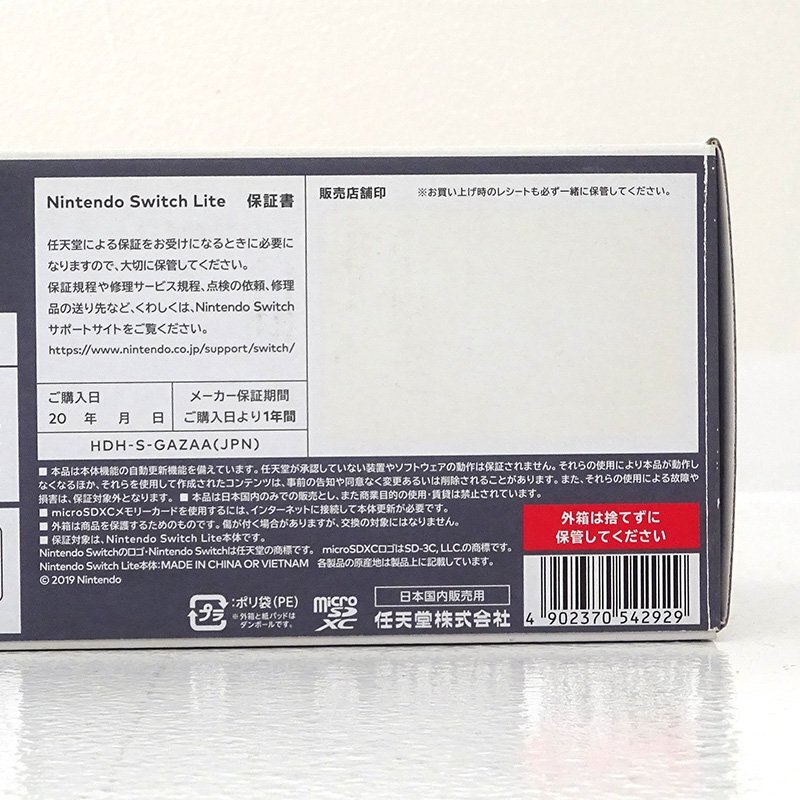 Nintendo Switch Lite 保証書
任天堂による保証をお受けになるときに必要に
なりますので、大切に保管してください。
保証規程や修理サービス規程、点検の依頼、修理
品の送り先など、くわしくは、Nintendo Switch
サポートサイトをご覧ください。
https://www.nintendo.co.jp/support/switch/
ご購入日
20 年 月 日
メーカー保証期間
ご購入日より1年間
HDH-S-GAZAA(JPN)
販売店舗印 ※お買い上げ時のレシートも必ず一緒に保管してください。
■ 本品は本体機能の自動更新機能を備えています。任天堂が承認していない装置やソフトウェアの動作は保証されません。それらの使用により本品が動作し
なくなるほか、それらを使用して作成されたコンテンツは、事前の告知や同意なく変更あるいは削除されることがあります。また、それらの使用による故障や
損害は、保証対象外となります。 ■ 本品は日本国内のみでの販売とし、また商業目的の使用・賃貸は禁止されています。
■ microSDXCメモリーカードを使用するには、インターネットに接続して本体更新が必要です。
■ 外箱は商品を保護するためのものです。傷が付く場合がありますが、交換の対象にはなりません。
■ 保証対象は、Nintendo Switch Lite本体です。
Nintendo Switchのロゴ・Nintendo Switchは任天堂の商標です。 microSDXCロゴはSD-3C, LLC.の商標です。
Nintendo Switch Lite本体: MADE IN CHINA OR VIETNAM 各製品の原産地は製品上に記載しています。
© 2019 Nintendo
外箱は捨てずに
保管してください
プラ
:ポリ袋(PE)
※外箱と紙パッドは
ダンボールです。
micro
SD
XC
日本国内販売用
任天堂株式会社
4 902370 542929